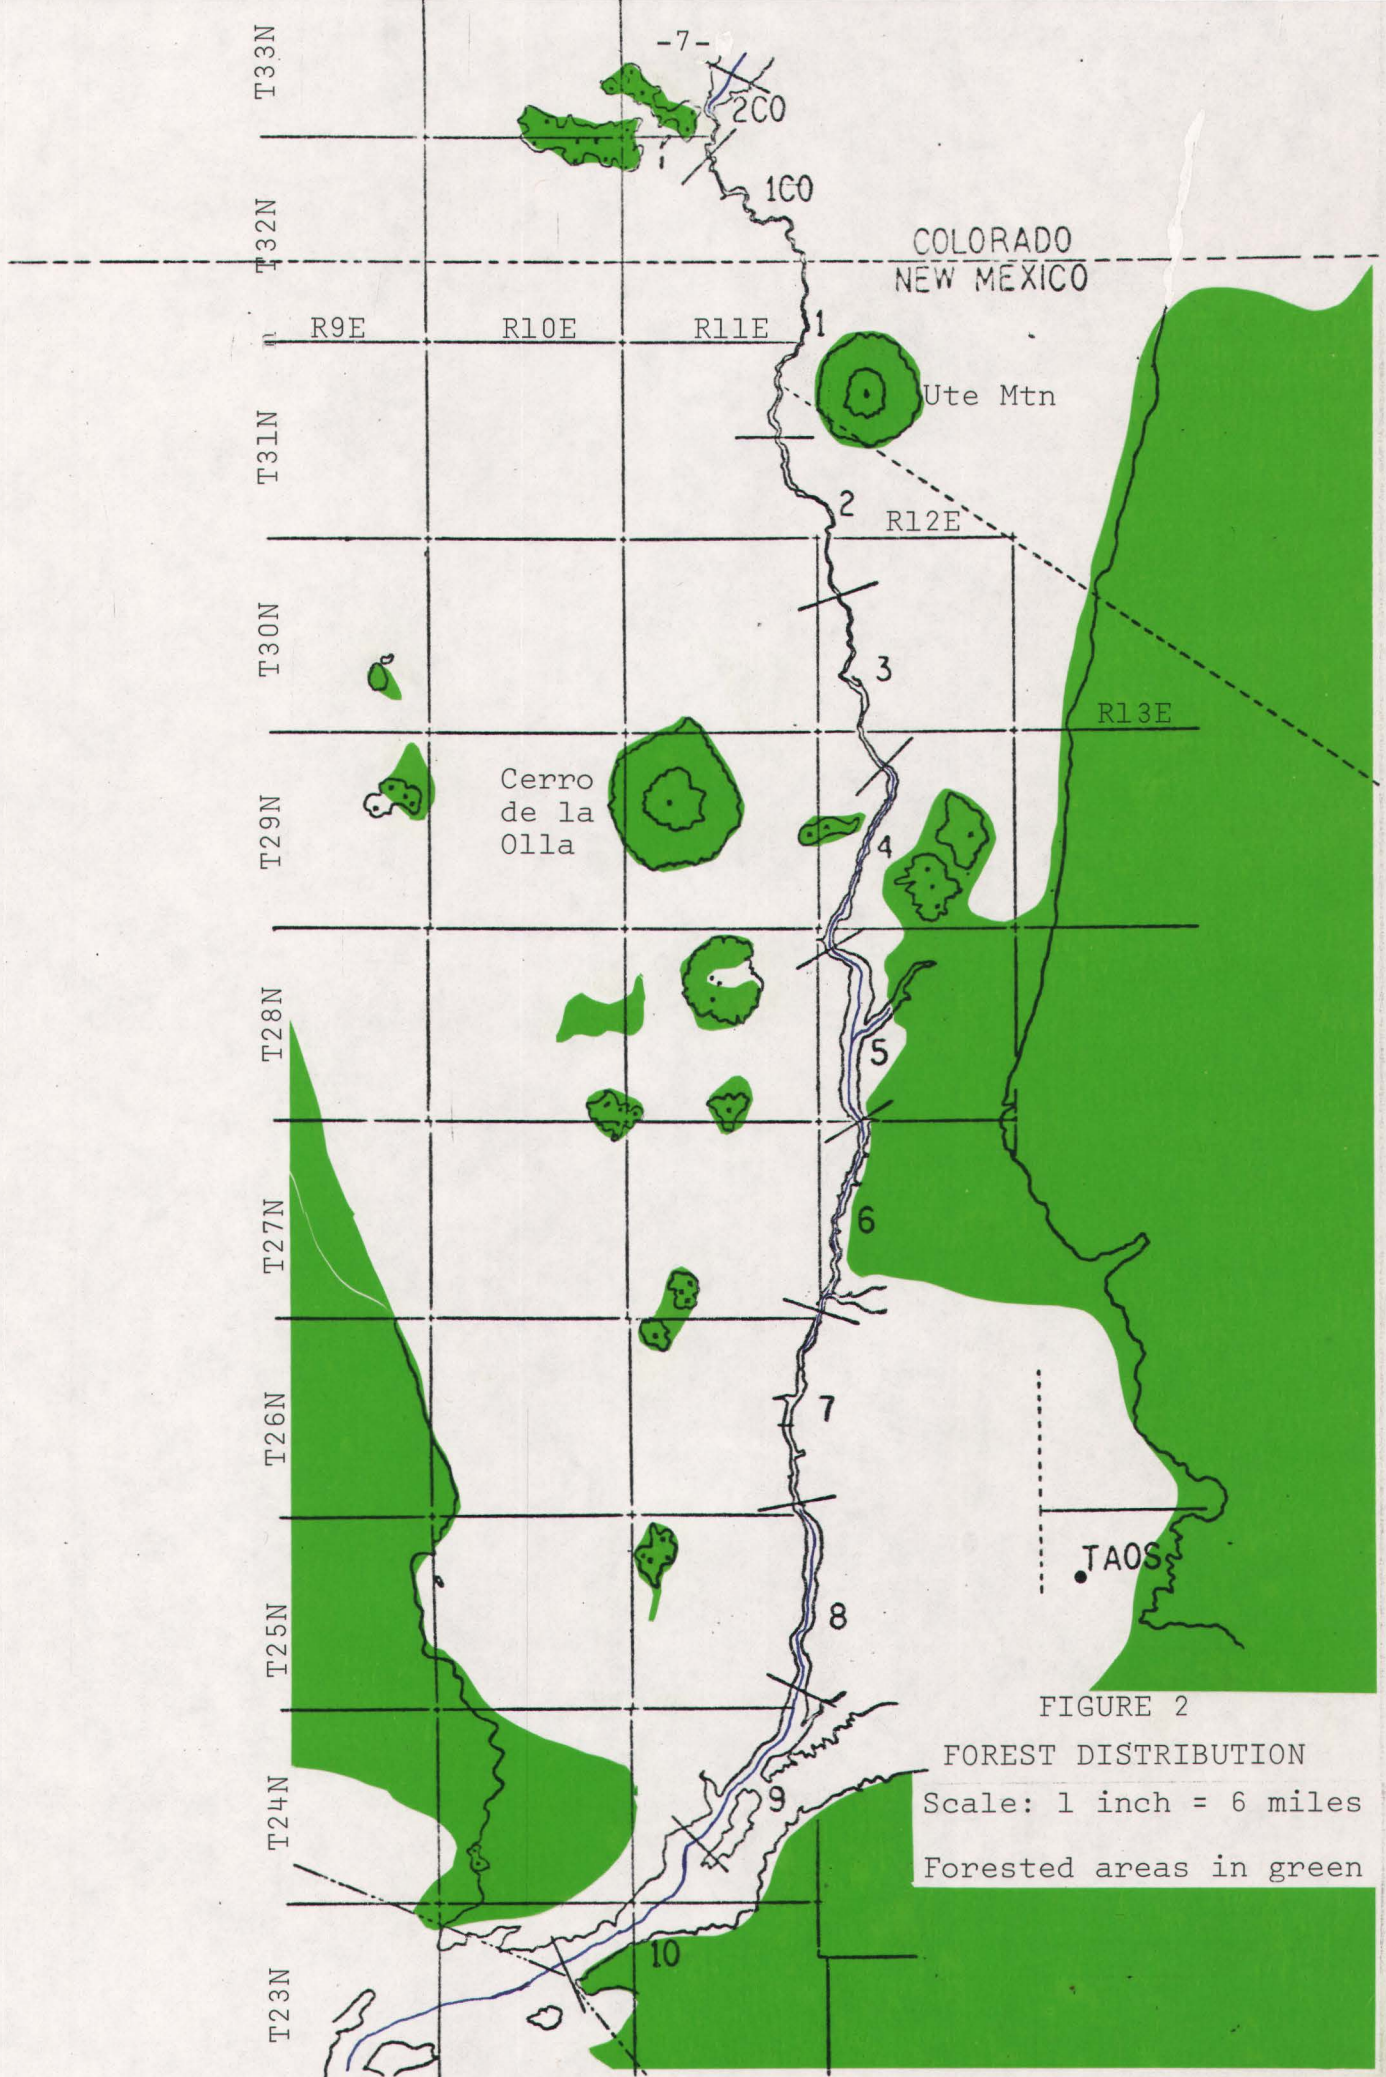 -7-
T33N
2CO
1CO
T32N
COLORADO
NEW MEXICO
R9E
R10E
R11E
1
Ute Mtn
T31N
2
R12E
T30N
3
R13E
Cerro
de la
Olla
T29N
4
T28N
5
T27N
6
T26N
7
TAOS
T25N
8
FIGURE 2
FOREST DISTRIBUTION
Scale: 1 inch = 6 miles
Forested areas in green
T24N
9
10
T23N